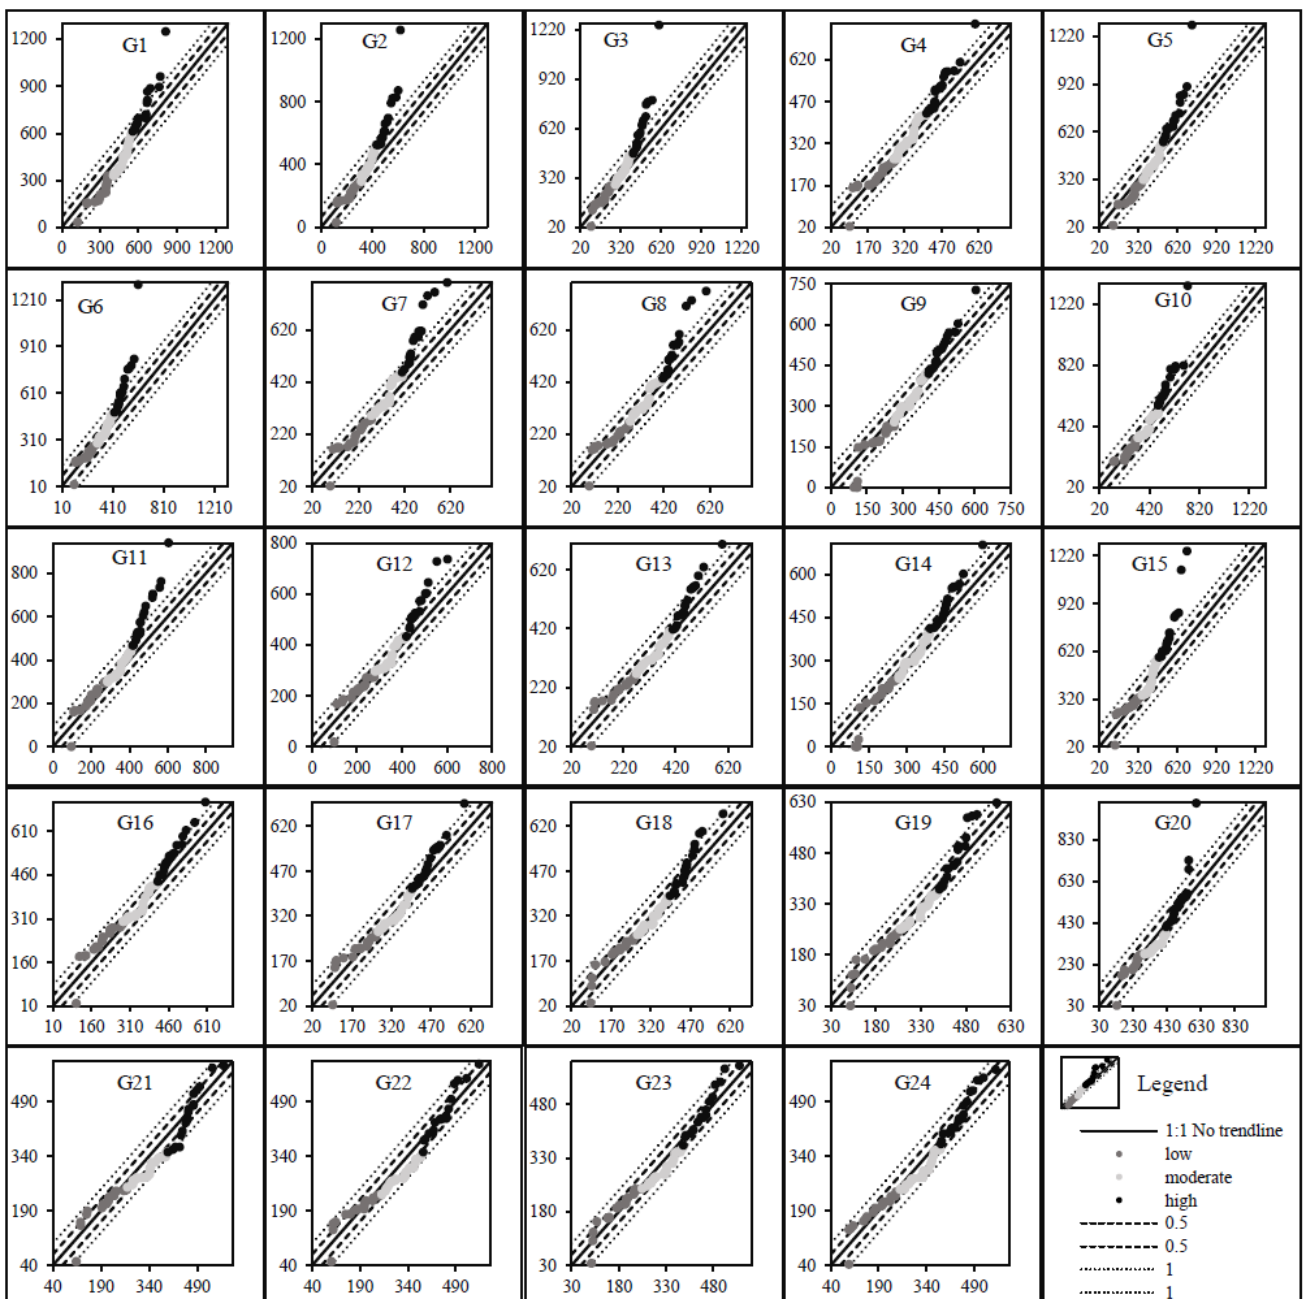 G1
1200
900
600
300
0
0 300 600 900 1200
G2
1200
800
400
0
0 400 800 1200
G3
1220
920
620
320
20
20 320 620 920 1220
G4
620
470
320
170
20
20 170 320 470 620
G5
1220
920
620
320
20
20 320 620 920 1220
G6
1210
910
610
310
10
10 410 810 1210
G7
620
420
220
20
20 220 420 620
G8
620
420
220
20
20 220 420 620
G9
750
600
450
300
150
0
0 150 300 450 600 750
G10
1220
820
420
20
20 420 820 1220
G11
800
600
400
200
0
0 200 400 600 800
G12
800
600
400
200
0
0 200 400 600 800
G13
620
420
220
20
20 220 420 620
G14
600
450
300
150
0
0 150 300 450 600
G15
1220
920
620
320
20
20 320 620 920 1220
G16
610
460
310
160
10
10 160 310 460 610
G17
620
470
320
170
20
20 170 320 470 620
G18
620
470
320
170
20
20 170 320 470 620
G19
630
480
330
180
30
30 180 330 480 630
G20
830
630
430
230
30
30 230 430 630 830
G21
490
340
190
40
40 190 340 490
G22
490
340
190
40
40 190 340 490
G23
480
330
180
30
30 180 330 480
G24
490
340
190
40
40 190 340 490
Legend
1:1 No trendline
low
moderate
high
0.5
0.5
1
1